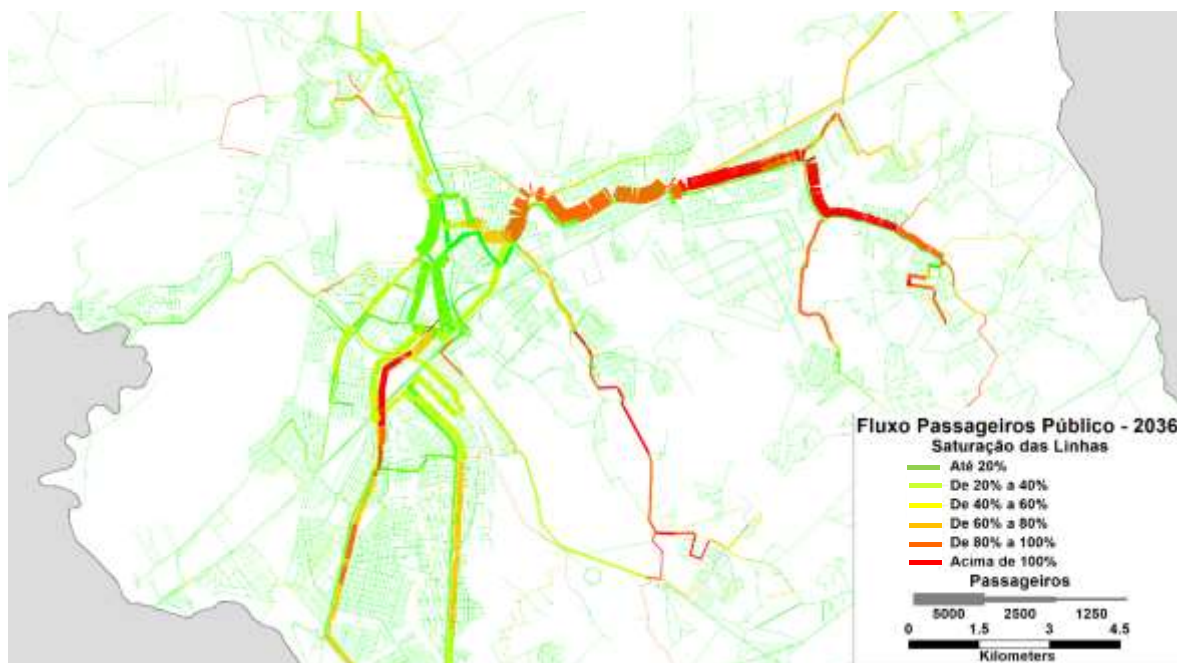 Fluxo Passageiros Público - 2036
Saturação das Linhas
Até 20%
De 20% a 40%
De 40% a 60%
De 60% a 80%
De 80% a 100%
Acima de 100%
Passageiros
5000 2500 1250
0 1.5 3 4.5
Kilometers